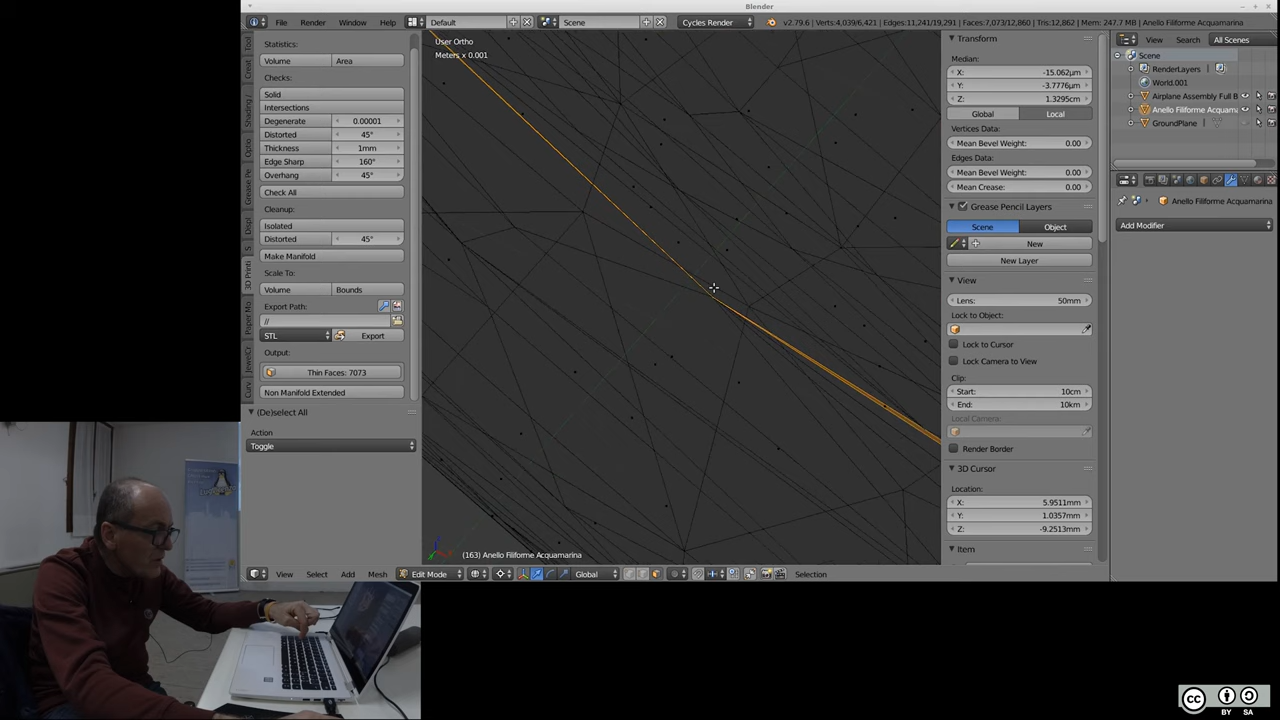 Blender
File
Render
Window
Help
Default
Scene
Cycles Render
v2.79.6 | Verts:4,039/6,421 | Edges:11,241/19,291 | Faces:7,073/12,860 | Tris:12,862 | Mem: 247.7 MB | Anello Filiforme Acquamarina
Statistics:
Volume
Area
Checks:
Solid
Intersections
Degenerate
0.00001
Distorted
45°
Thickness
1mm
Edge Sharp
160°
Overhang
45°
Check All
Cleanup:
Isolated
Distorted
45°
Make Manifold
Scale To:
Volume
Bounds
Export Path:
//
STL
Export
Output:
Thin Faces: 7073
Non Manifold Extended
(De)select All
Action
Toggle
User Ortho
Meters x 0.001
(163) Anello Filiforme Acquamarina
View
Select
Add
Mesh
Edit Mode
Global
Selection
Transform
Median:
X:
-15.062µm
Y:
-3.7776µm
Z:
1.3295cm
Global
Local
Vertices Data:
Mean Bevel Weight:
0.00
Edges Data:
Mean Bevel Weight:
0.00
Mean Crease:
0.00
Grease Pencil Layers
Scene
Object
New
New Layer
View
Lens:
50mm
Lock to Object:
Lock to Cursor
Lock Camera to View
Clip:
Start:
10cm
End:
10km
Local Camera:
Render Border
3D Cursor
Location:
X:
5.9511mm
Y:
1.0357mm
Z:
-9.2513mm
Item
View
Search
All Scenes
Scene
RenderLayers
World.001
Airplane Assembly Full B
Anello Filiforme Acquamarina
GroundPlane
Anello Filiforme Acquamarina
Add Modifier
CC
BY
SA